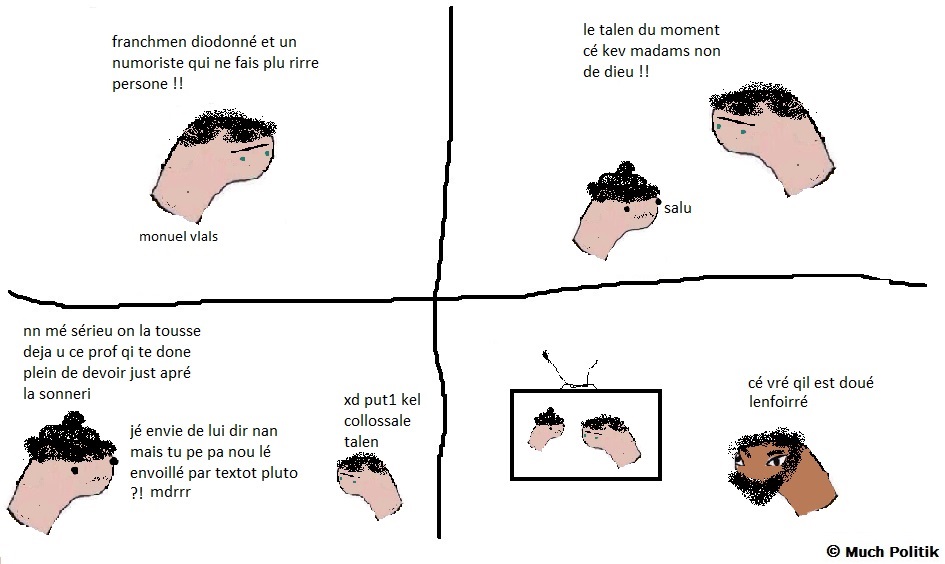 franchmen diodonné et un
numoriste qui ne fais plu rirre
persone !!
monuel vlals
le talen du moment
cé kev madams non
de dieu !!
salu
nn mé sérieu on la tousse
deja u ce prof qi te done
plein de devoir just apré
la sonneri
jé envie de lui dir nan
mais tu pe pa nou lé
envoillé par textot pluto
?! mdrrr
xd put1 kel
collossale
talen
cé vré qil est doué
lenfoirré
© Much Politik